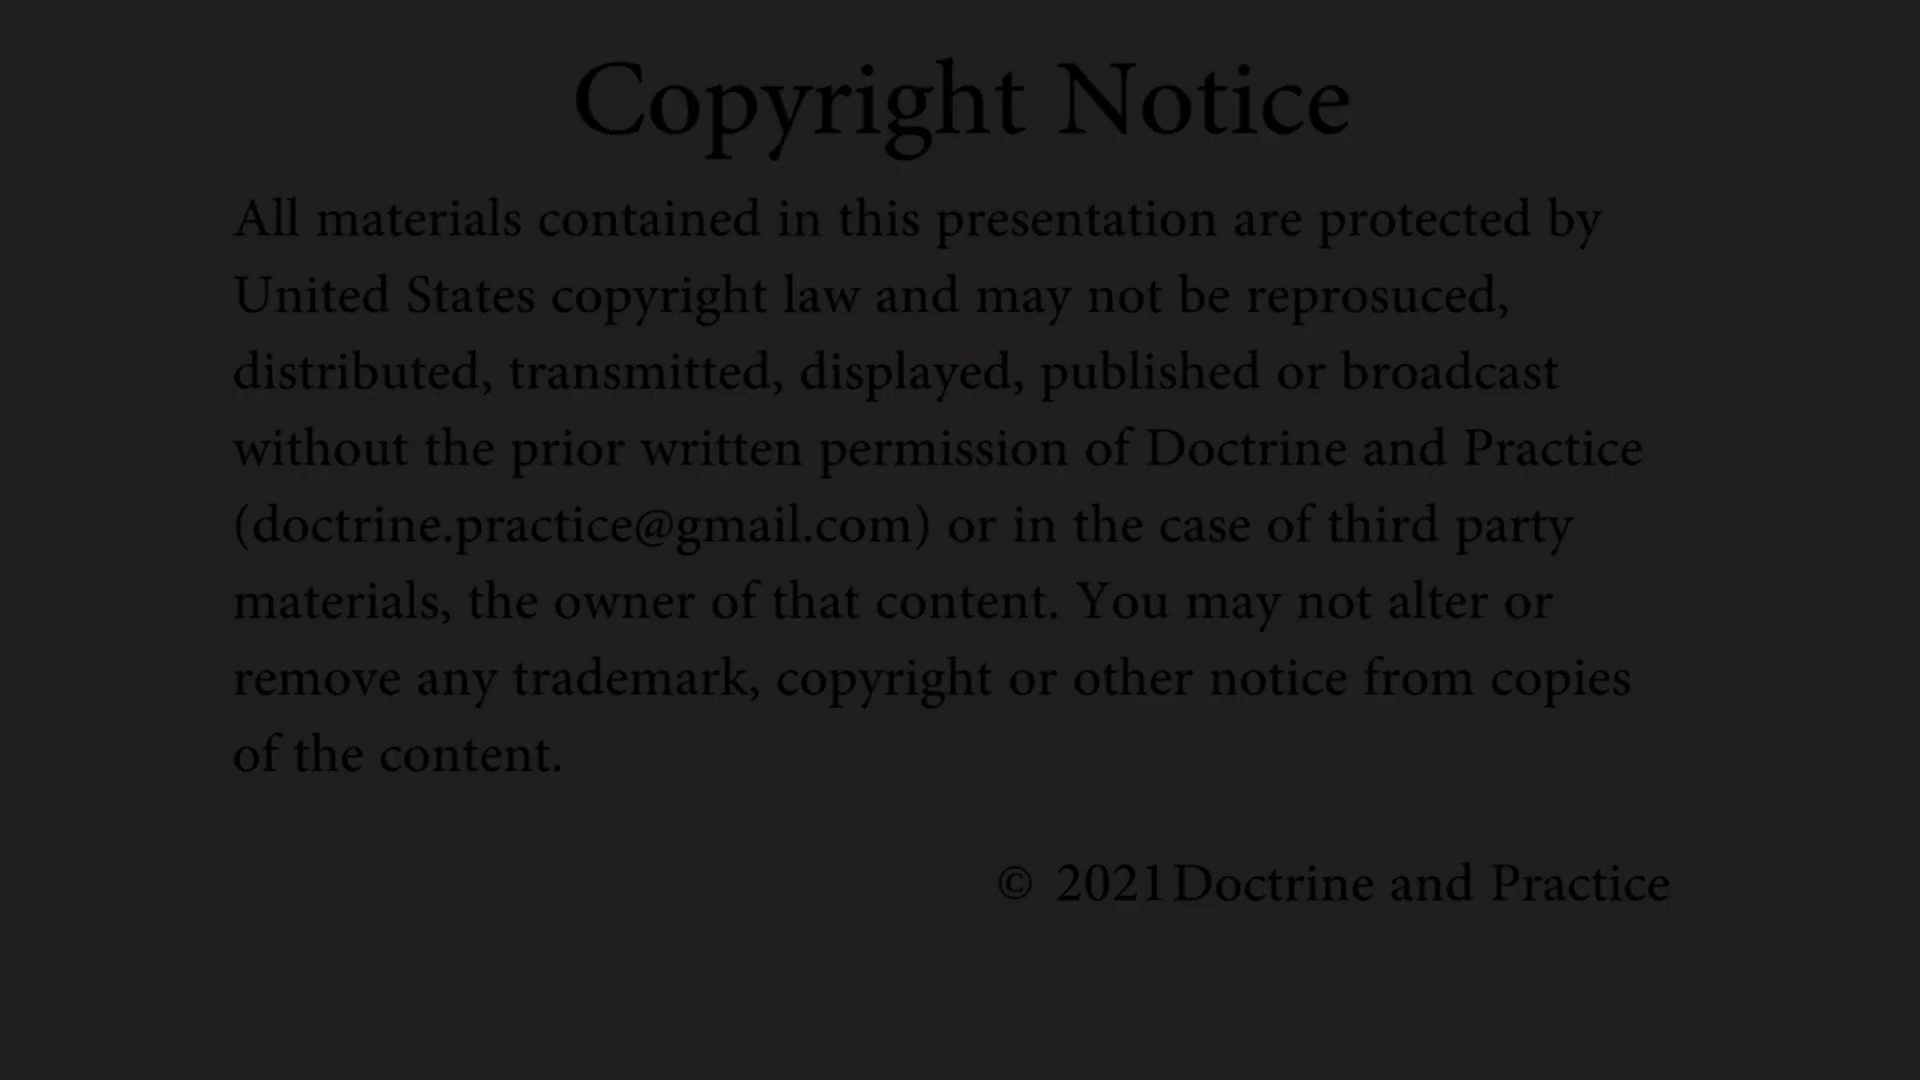 Copyright Notice
All materials contained in this presentation are protected by
United States copyright law and may not be reprosuced,
distributed, transmitted, displayed, published or broadcast
without the prior written permission of Doctrine and Practice
(doctrine.practice@gmail.com) or in the case of third party
materials, the owner of that content. You may not alter or
remove any trademark, copyright or other notice from copies
of the content.
© 2021 Doctrine and Practice